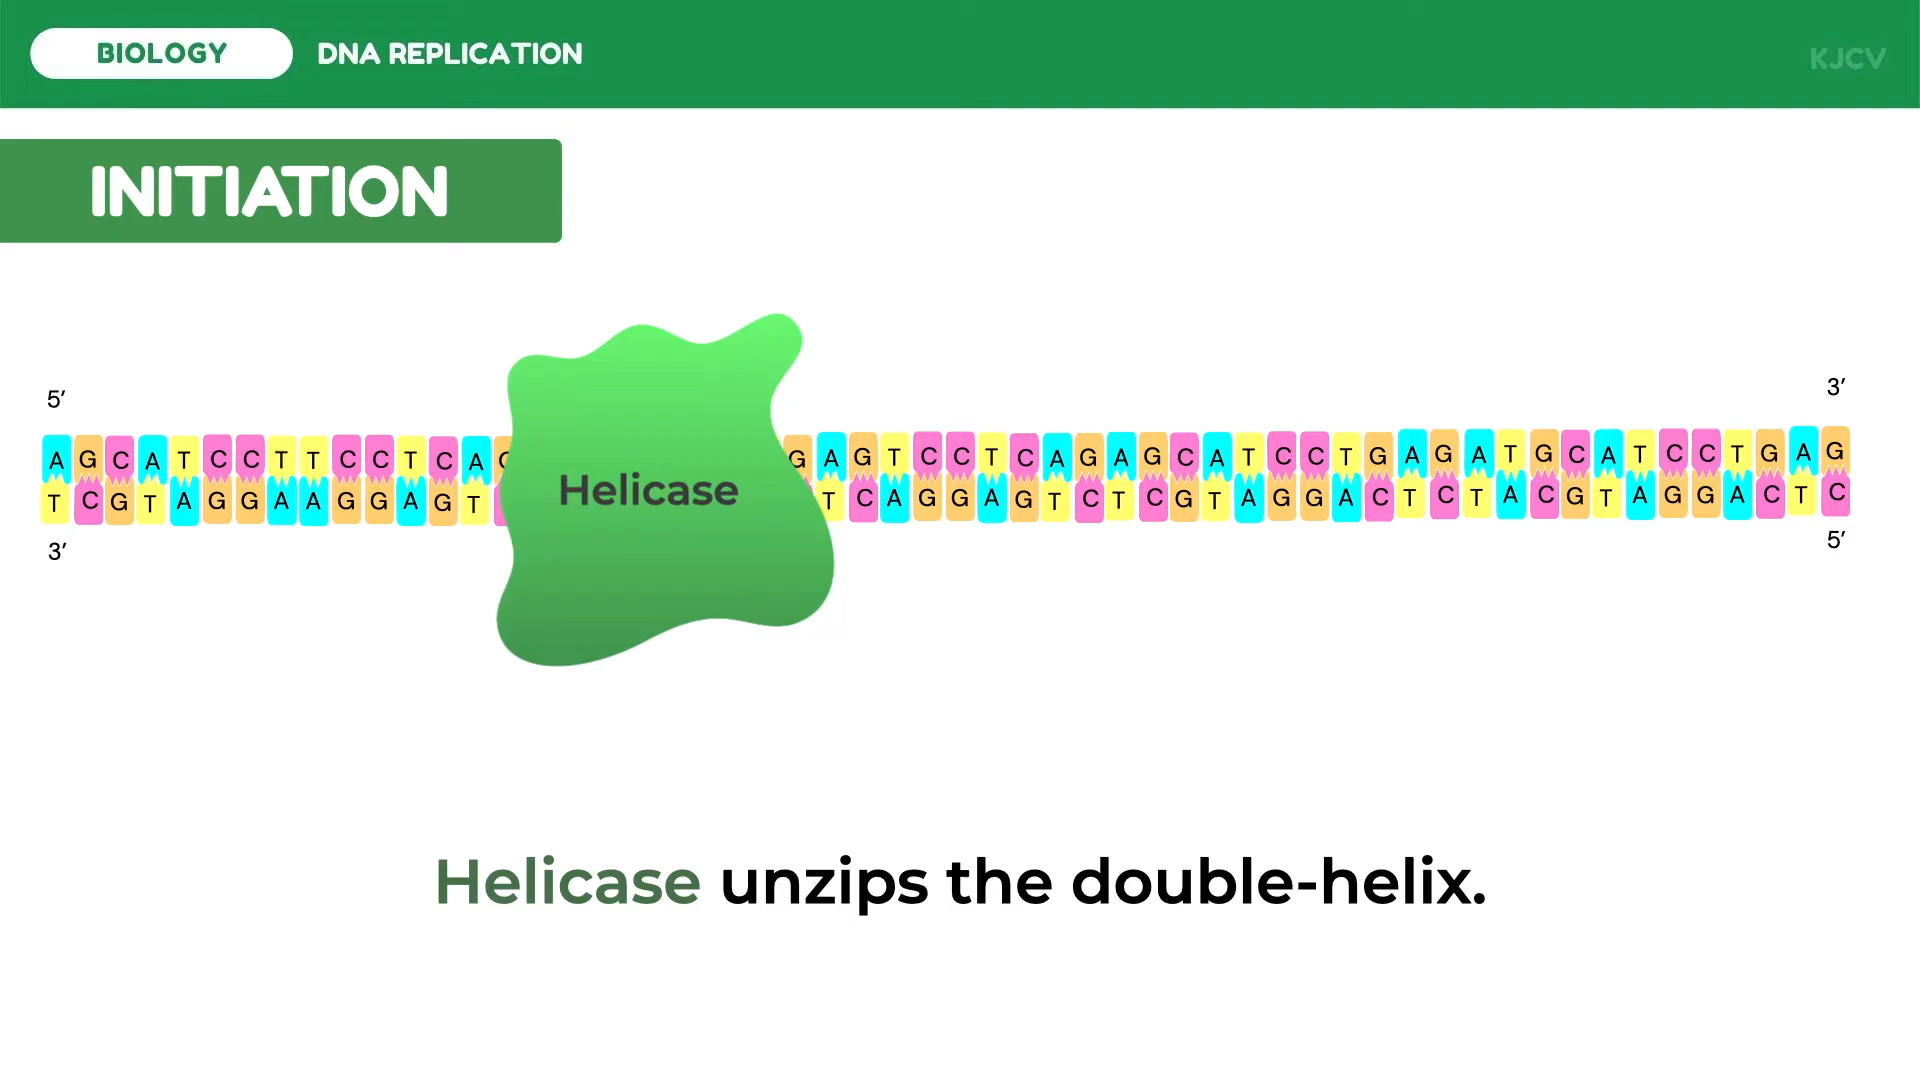 BIOLOGY DNA REPLICATION KJCV
INITIATION
5’ 3’
A G C A T C C T T C C T C A G G A G T C C T C A G A G C A T C C T G A G A T G C A T C C T G A G
T C G T A G G A A G G A G T T C A G G A G T C T C G T A G G A C T C T A C G T A G G A C T C
Helicase
3’ 5’
Helicase unzips the double-helix.